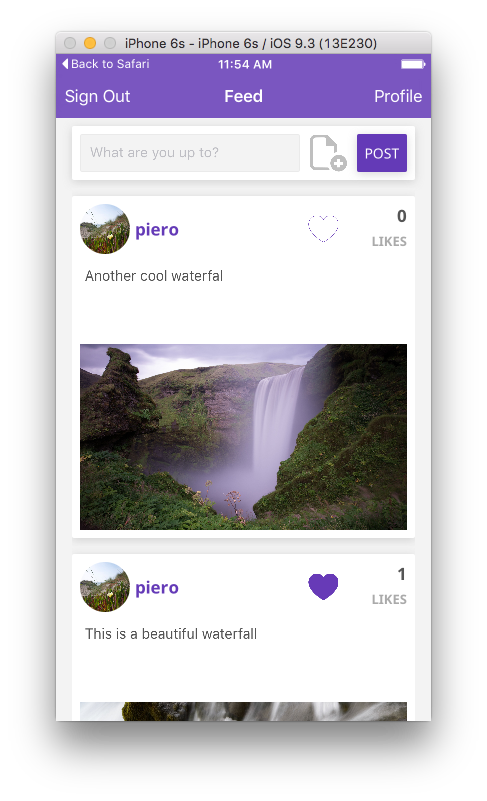 iPhone 6s - iPhone 6s / iOS 9.3 (13E230)
Back to Safari 11:54 AM
Sign Out Feed Profile
What are you up to? POST
piero 0
LIKES
Another cool waterfal
piero 1
LIKES
This is a beautiful waterfall